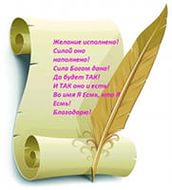 Желание исполнено!
Силой оно
наполнено!
Сила Богом дана!
Да будет ТАК!
И ТАК оно и есть!
Во имя Я Есмь, кто Я
Есмь!
Благодарю!